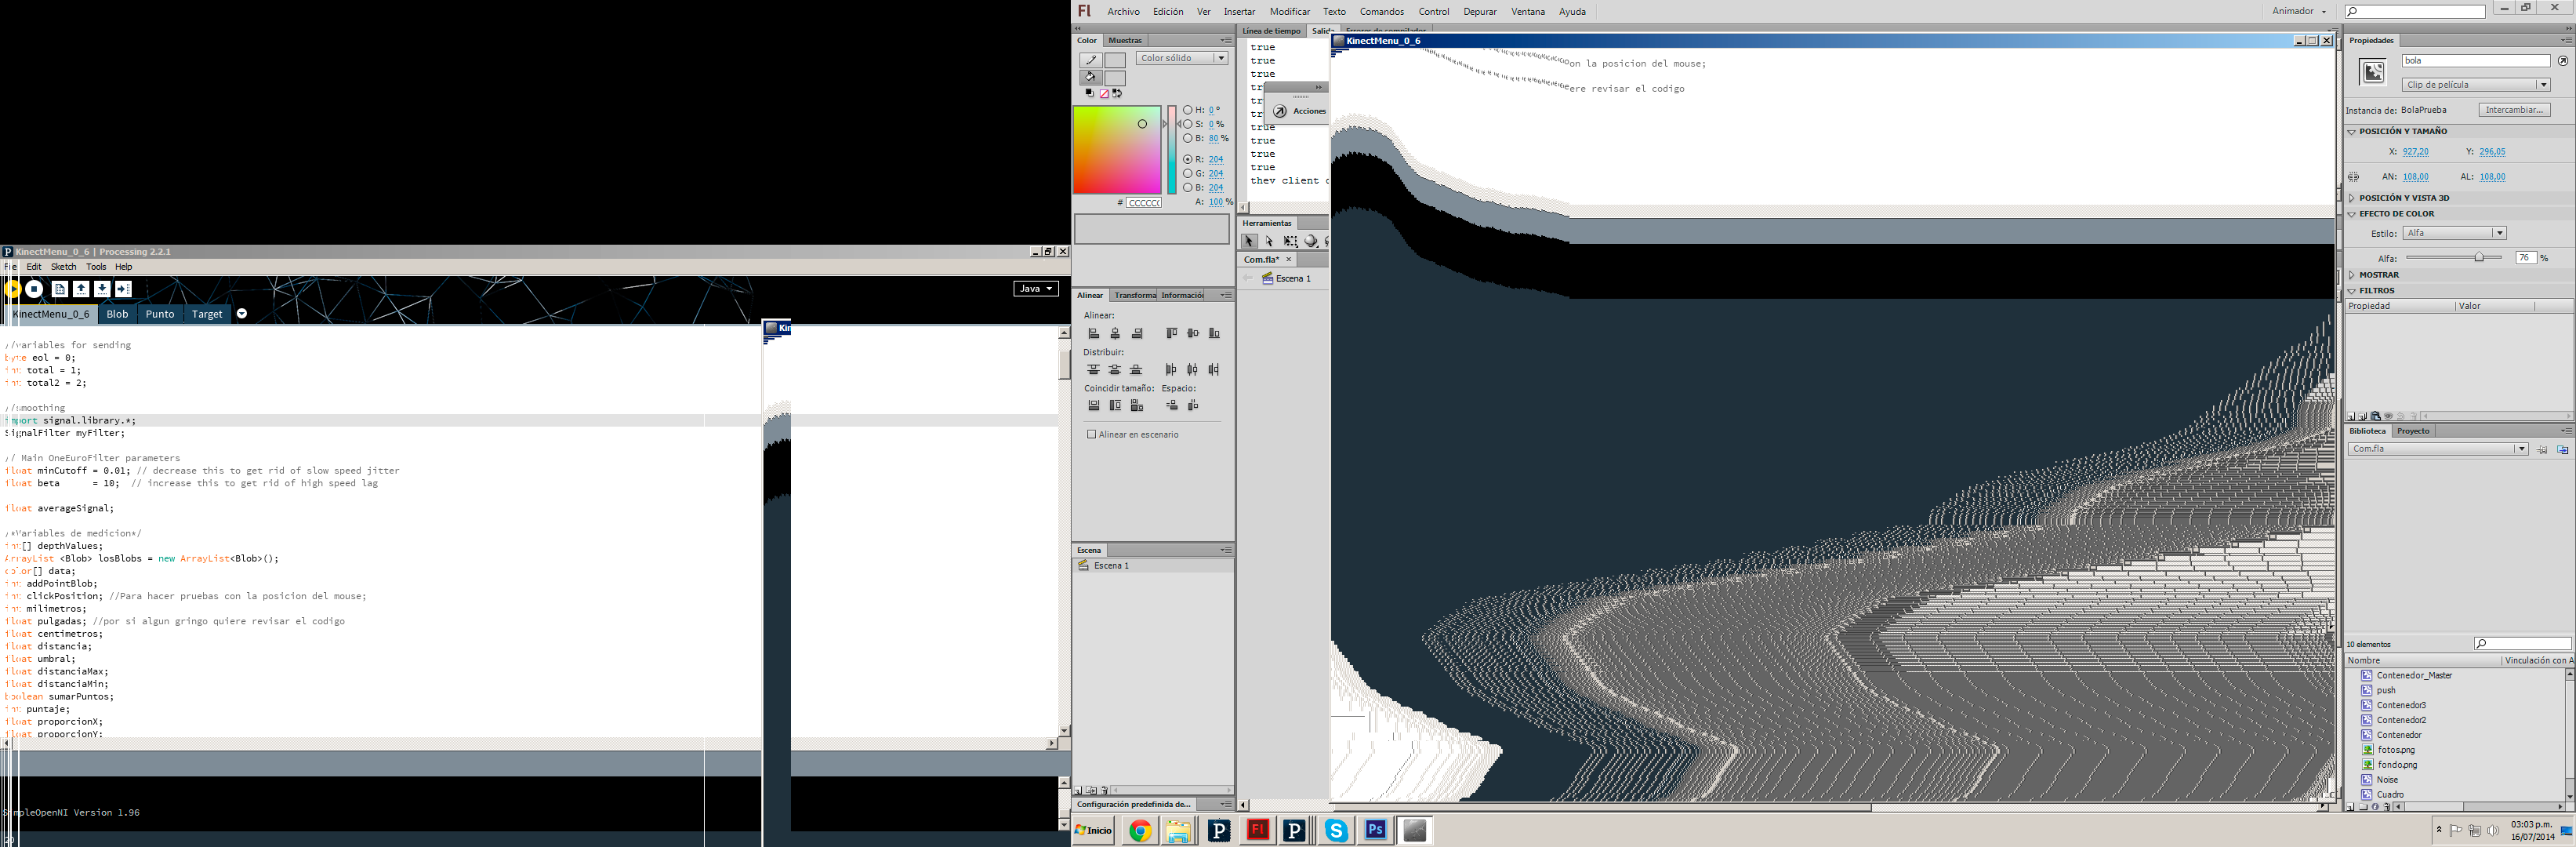 KinectMenu_0_6 | Processing 2.2.1
File Edit Sketch Tools Help
Java
KinectMenu_0_6 Blob Punto Target
//variables for sending
byte eol = 0;
int total = 1;
int total2 = 2;
//smoothing
import signal.library.*;
SignalFilter myFilter;
// Main OneEuroFilter parameters
float minCutoff = 0.01; // decrease this to get rid of slow speed jitter
float beta      = 10;  // increase this to get rid of high speed lag
float averageSignal;
/*Variables de medicion*/
int[] depthValues;
ArrayList <Blob> losBlobs = new ArrayList<Blob>();
color[] data;
int addPointBlob;
int clickPosition; //Para hacer pruebas con la posicion del mouse;
int milimetros;
float pulgadas; //por si algun gringo quiere revisar el codigo
float centimetros;
float distancia;
float umbral;
float distanciaMax;
float distanciaMin;
boolean sumarPuntos;
int puntaje;
float proporcionX;
float proporcionY;
SimpleOpenNI Version 1.96
20
Kin
Fl Archivo Edición Ver Insertar Modificar Texto Comandos Control Depurar Ventana Ayuda
Animador
Color Muestras
Color sólido
H: 0 °
S: 0 %
B: 80 %
R: 204
G: 204
B: 204
# CCCCCC A: 100 %
Alinear Transforma Información
Alinear:
Distribuir:
Coincidir tamaño: Espacio:
Alinear en escenario
Escena
Escena 1
Configuración predefinida de...
Línea de tiempo Salida Errores de compilador
true
true
true
tr
tr
tr
true
true
true
true
they client c
Acciones
Herramientas
Com.fla*
Escena 1
KinectMenu_0_6
on la posicion del mouse;
ere revisar el codigo
Propiedades
bola
Clip de película
Instancia de: BolaPrueba Intercambiar...
POSICIÓN Y TAMAÑO
X: 927,20 Y: 296,05
AN: 108,00 AL: 108,00
POSICIÓN Y VISTA 3D
EFECTO DE COLOR
Estilo: Alfa
Alfa: 76 %
MOSTRAR
FILTROS
Propiedad Valor
Biblioteca Proyecto
Com.fla
10 elementos
Nombre Vinculación con A
Contenedor_Master
push
Contenedor3
Contenedor2
Contenedor
fotos.png
fondo.png
Noise
Cuadro
Inicio
P Fl P S Ps
03:03 p.m.
16/07/2014